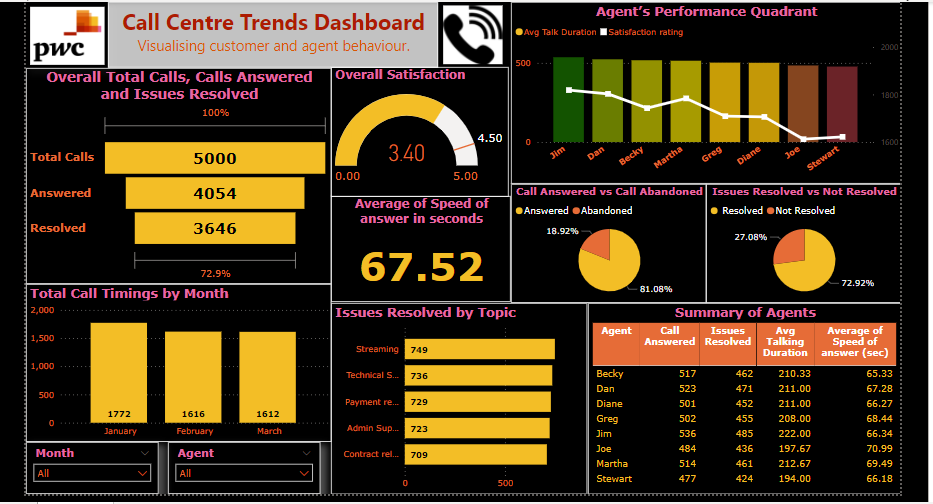 pwc
Call Centre Trends Dashboard
Visualising customer and agent behaviour.
Overall Total Calls, Calls Answered
and Issues Resolved
100%
Total Calls
5000
Answered
4054
Resolved
3646
72.9%
Overall Satisfaction
3.40
4.50
0.00
5.00
Average of Speed of
answer in seconds
67.52
Agent’s Performance Quadrant
Avg Talk Duration Satisfaction rating
500
0
2000
1800
1600
Jim
Dan
Becky
Martha
Greg
Diane
Joe
Stewart
Call Answered vs Call Abandoned
Answered Abandoned
18.92%
81.08%
Issues Resolved vs Not Resolved
Resolved Not Resolved
27.08%
72.92%
Total Call Timings by Month
2,000
1,500
1,000
500
0
1772 1616 1612
January February March
Month
All
Agent
All
Issues Resolved by Topic
Streaming 749
Technical S... 736
Payment re... 729
Admin Sup... 723
Contract rel... 709
0 500
Summary of Agents
Agent Call Answered Issues Resolved Avg Talking Duration Average of Speed of answer (sec)
Becky 517 462 210.33 65.33
Dan 523 471 211.00 67.28
Diane 501 452 211.00 66.27
Greg 502 455 208.00 68.44
Jim 536 485 222.00 66.34
Joe 484 436 197.67 70.99
Martha 514 461 212.67 69.49
Stewart 477 424 194.00 66.18